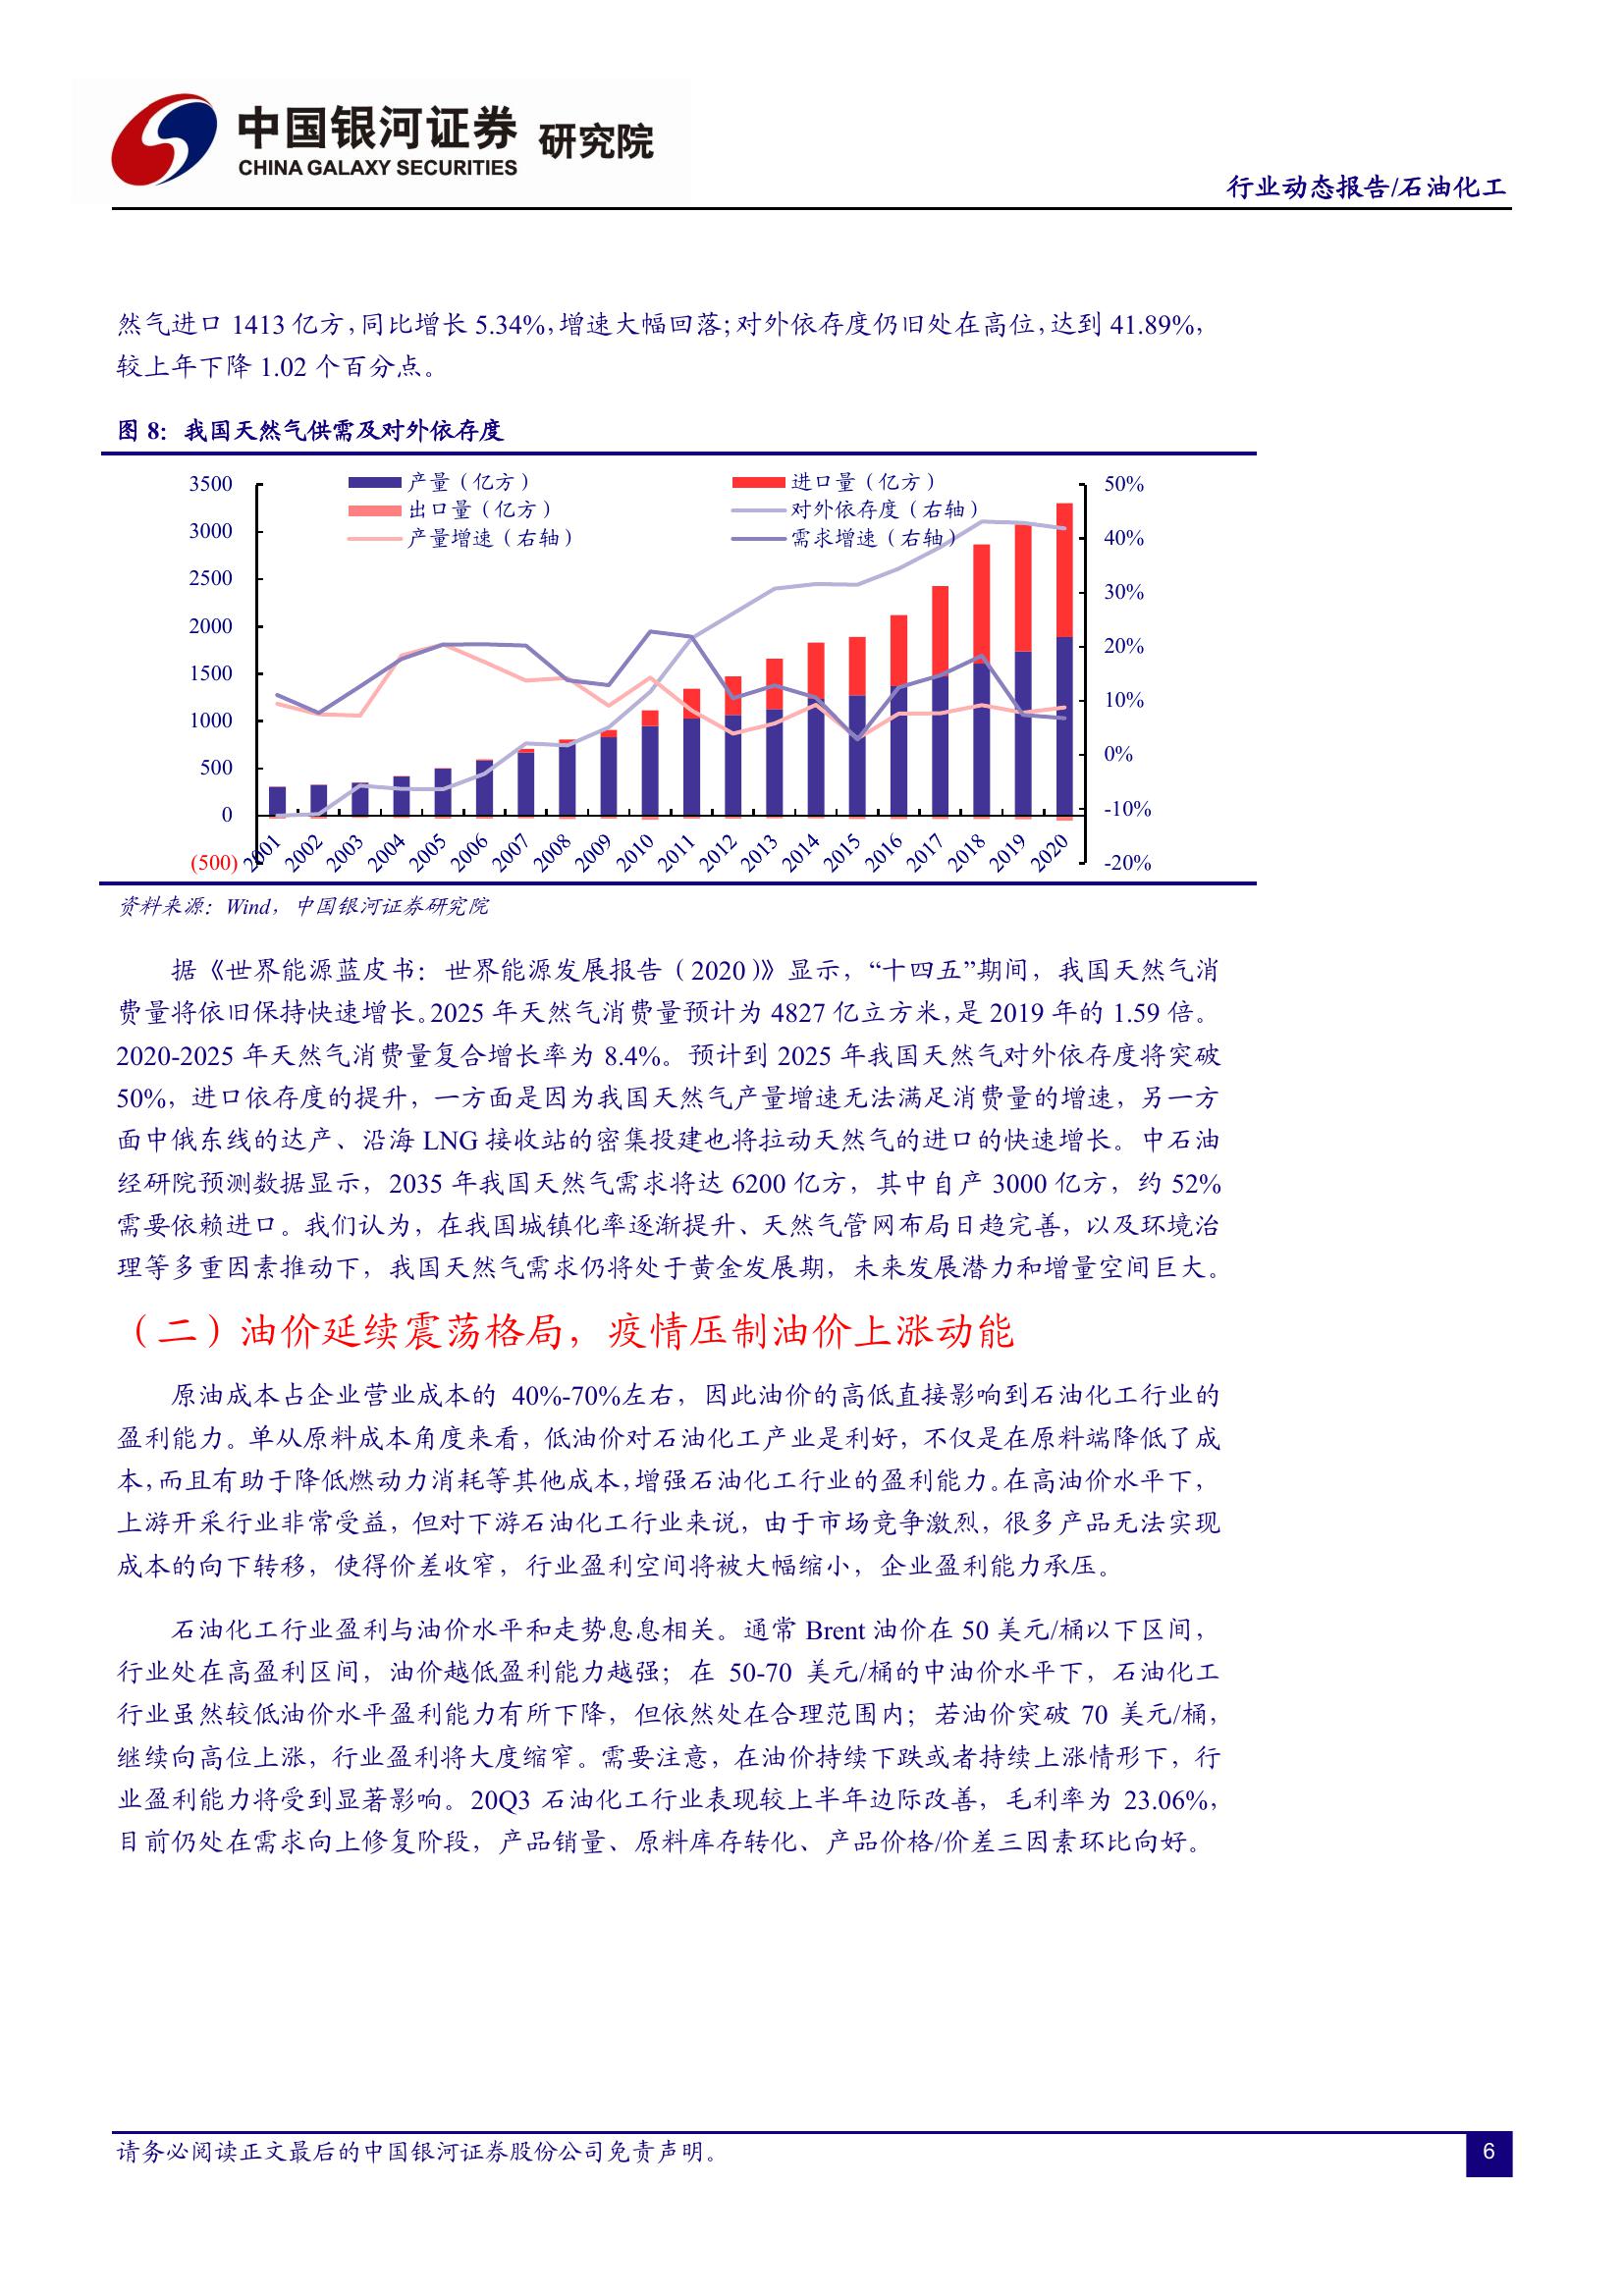 中国银河证券 研究院
CHINA GALAXY SECURITIES
行业动态报告/石油化工
然气进口 1413 亿方，同比增长 5.34%，增速大幅回落；对外依存度仍旧处在高位，达到 41.89%，
较上年下降 1.02 个百分点。
图 8：我国天然气供需及对外依存度
产量（亿方） 进口量（亿方）
出口量（亿方） 对外依存度（右轴）
产量增速（右轴） 需求增速（右轴）
3500 50%
3000 40%
2500 30%
2000 20%
1500 10%
1000 0%
500 -10%
0 -20%
(500)
2001 2002 2003 2004 2005 2006 2007 2008 2009 2010 2011 2012 2013 2014 2015 2016 2017 2018 2019 2020
资料来源：Wind，中国银河证券研究院
据《世界能源蓝皮书：世界能源发展报告（2020）》显示，“十四五”期间，我国天然气消
费量将依旧保持快速增长。2025 年天然气消费量预计为 4827 亿立方米，是 2019 年的 1.59 倍。
2020-2025 年天然气消费量复合增长率为 8.4%。预计到 2025 年我国天然气对外依存度将突破
50%，进口依存度的提升，一方面是因为我国天然气产量增速无法满足消费量的增速，另一方
面中俄东线的达产、沿海 LNG 接收站的密集投建也将拉动天然气的进口的快速增长。中石油
经研院预测数据显示，2035 年我国天然气需求将达 6200 亿方，其中自产 3000 亿方，约 52%
需要依赖进口。我们认为，在我国城镇化率逐渐提升、天然气管网布局日趋完善，以及环境治
理等多重因素推动下，我国天然气需求仍将处于黄金发展期，未来发展潜力和增量空间巨大。
（二）油价延续震荡格局，疫情压制油价上涨动能
原油成本占企业营业成本的 40%-70%左右，因此油价的高低直接影响到石油化工行业的
盈利能力。单从原料成本角度来看，低油价对石油化工产业是利好，不仅是在原料端降低了成
本，而且有助于降低燃动力消耗等其他成本，增强石油化工行业的盈利能力。在高油价水平下，
上游开采行业非常受益，但对下游石油化工行业来说，由于市场竞争激烈，很多产品无法实现
成本的向下转移，使得价差收窄，行业盈利空间将被大幅缩小，企业盈利能力承压。
石油化工行业盈利与油价水平和走势息息相关。通常 Brent 油价在 50 美元/桶以下区间，
行业处在高盈利区间，油价越低盈利能力越强；在 50-70 美元/桶的中油价水平下，石油化工
行业虽然较低油价水平盈利能力有所下降，但依然处在合理范围内；若油价突破 70 美元/桶，
继续向高位上涨，行业盈利将大度缩窄。需要注意，在油价持续下跌或者持续上涨情形下，行
业盈利能力将受到显著影响。20Q3 石油化工行业表现较上半年边际改善，毛利率为 23.06%，
目前仍处在需求向上修复阶段，产品销量、原料库存转化、产品价格/价差三因素环比向好。
请务必阅读正文最后的中国银河证券股份公司免责声明。
6